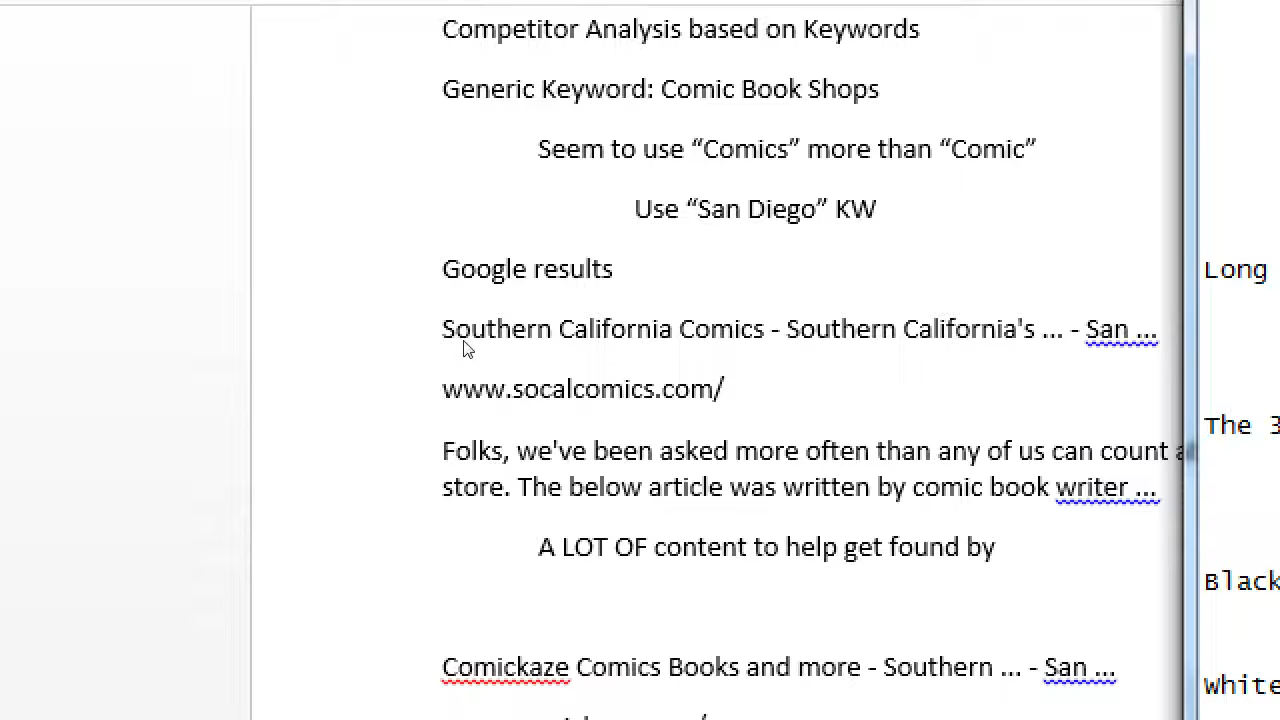 Competitor Analysis based on Keywords
Generic Keyword: Comic Book Shops
Seem to use “Comics” more than “Comic”
Use “San Diego” KW
Google results
Southern California Comics - Southern California's ... - San ...
www.socalcomics.com/
Folks, we've been asked more often than any of us can count
store. The below article was written by comic book writer ...
A LOT OF content to help get found by
Comickaze Comics Books and more - Southern ... - San ...
Long
The 3
Black
White